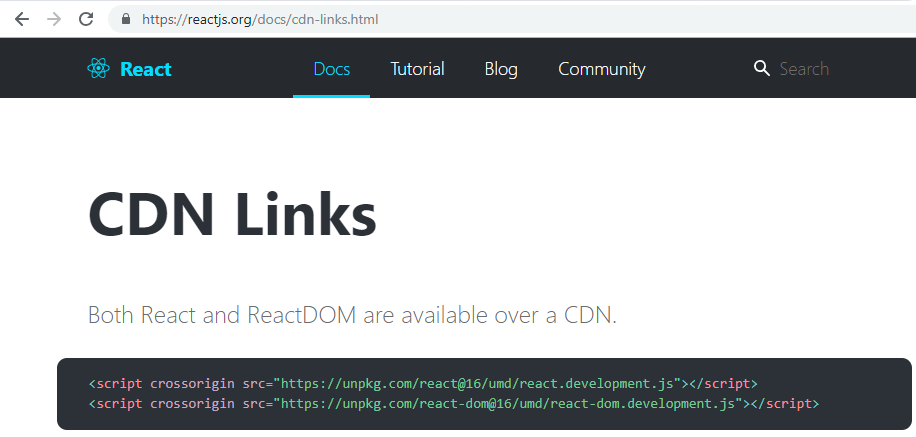 https://reactjs.org/docs/cdn-links.html
React Docs Tutorial Blog Community Search
CDN Links
Both React and ReactDOM are available over a CDN.
<script crossorigin src="https://unpkg.com/react@16/umd/react.development.js"></script>
<script crossorigin src="https://unpkg.com/react-dom@16/umd/react-dom.development.js"></script>